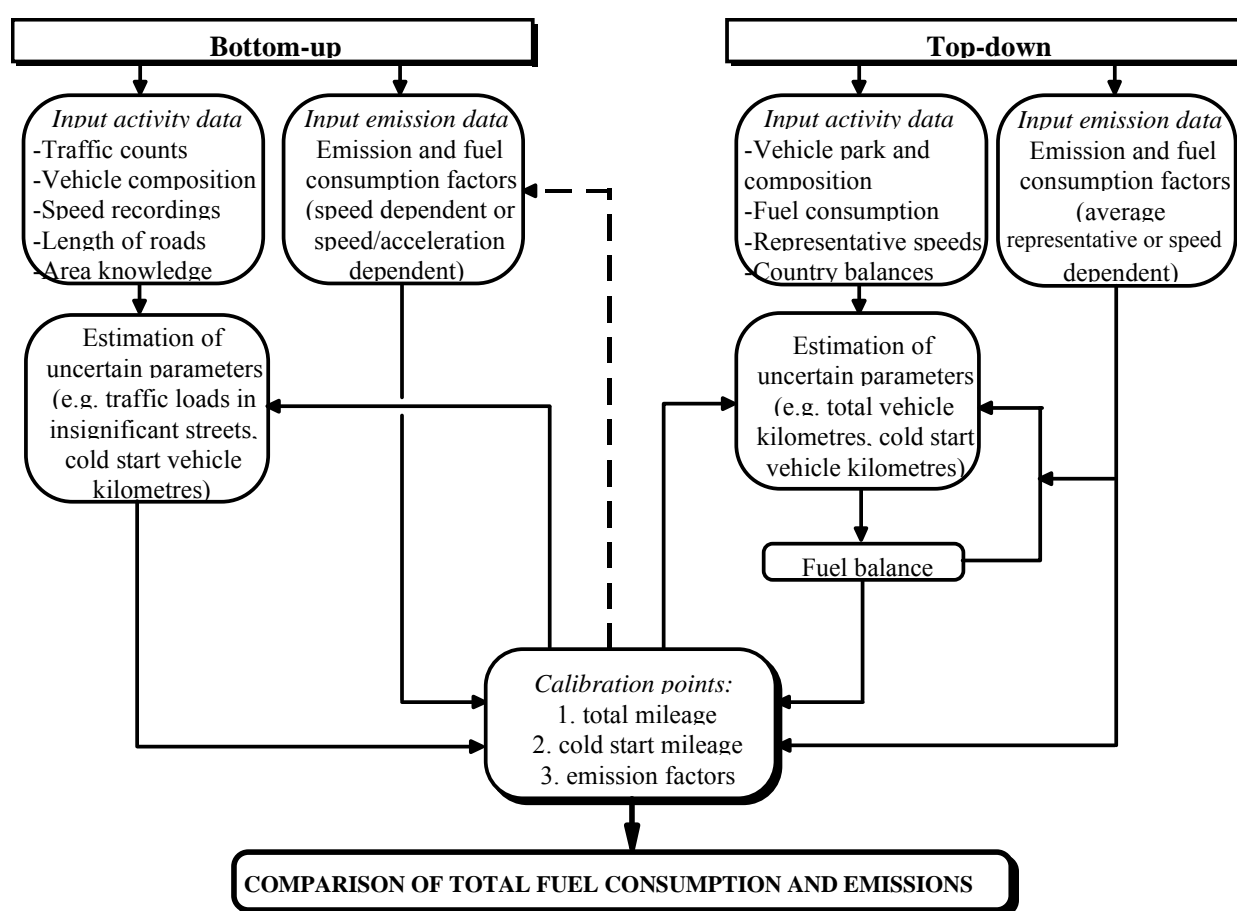 Bottom-up
Top-down
Input activity data
-Traffic counts
-Vehicle composition
-Speed recordings
-Length of roads
-Area knowledge
Input emission data
Emission and fuel
consumption factors
(speed dependent or
speed/acceleration
dependent)
Input activity data
-Vehicle park and
composition
-Fuel consumption
-Representative speeds
-Country balances
Input emission data
Emission and fuel
consumption factors
(average
representative or speed
dependent)
Estimation of
uncertain parameters
(e.g. traffic loads in
insignificant streets,
cold start vehicle
kilometres)
Estimation of
uncertain parameters
(e.g. total vehicle
kilometres, cold start
vehicle kilometres)
Fuel balance
Calibration points:
1. total mileage
2. cold start mileage
3. emission factors
COMPARISON OF TOTAL FUEL CONSUMPTION AND EMISSIONS